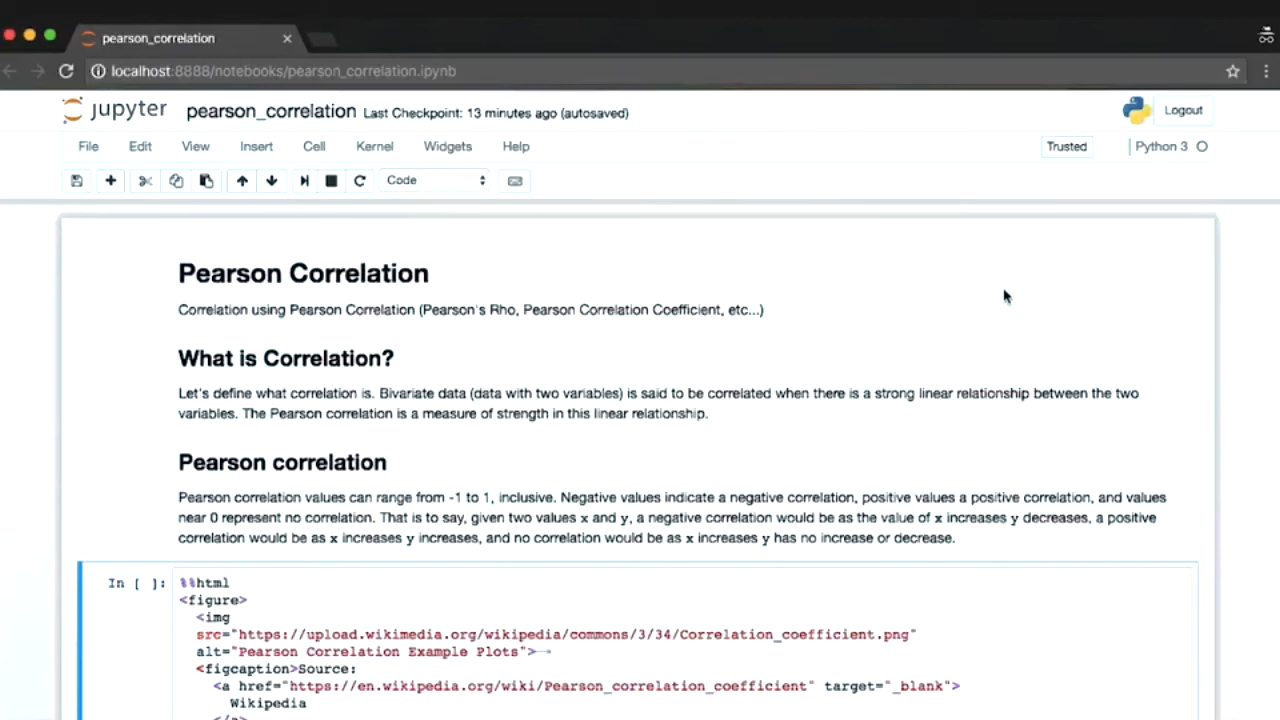 pearson_correlation
localhost:8888/notebooks/pearson_correlation.ipynb
jupyter pearson_correlation Last Checkpoint: 13 minutes ago (autosaved) Logout
File Edit View Insert Cell Kernel Widgets Help Trusted Python 3
Code
Pearson Correlation
Correlation using Pearson Correlation (Pearson's Rho, Pearson Correlation Coefficient, etc...)
What is Correlation?
Let's define what correlation is. Bivariate data (data with two variables) is said to be correlated when there is a strong linear relationship between the two
variables. The Pearson correlation is a measure of strength in this linear relationship.
Pearson correlation
Pearson correlation values can range from -1 to 1, inclusive. Negative values indicate a negative correlation, positive values a positive correlation, and values
near 0 represent no correlation. That is to say, given two values x and y, a negative correlation would be as the value of x increases y decreases, a positive
correlation would be as x increases y increases, and no correlation would be as x increases y has no increase or decrease.
In [ ]: %%html
<figure>
<img
src="https://upload.wikimedia.org/wikipedia/commons/3/34/Correlation_coefficient.png"
alt="Pearson Correlation Example Plots">
<figcaption>Source:
<a href="https://en.wikipedia.org/wiki/Pearson_correlation_coefficient" target="_blank">
Wikipedia
</a>